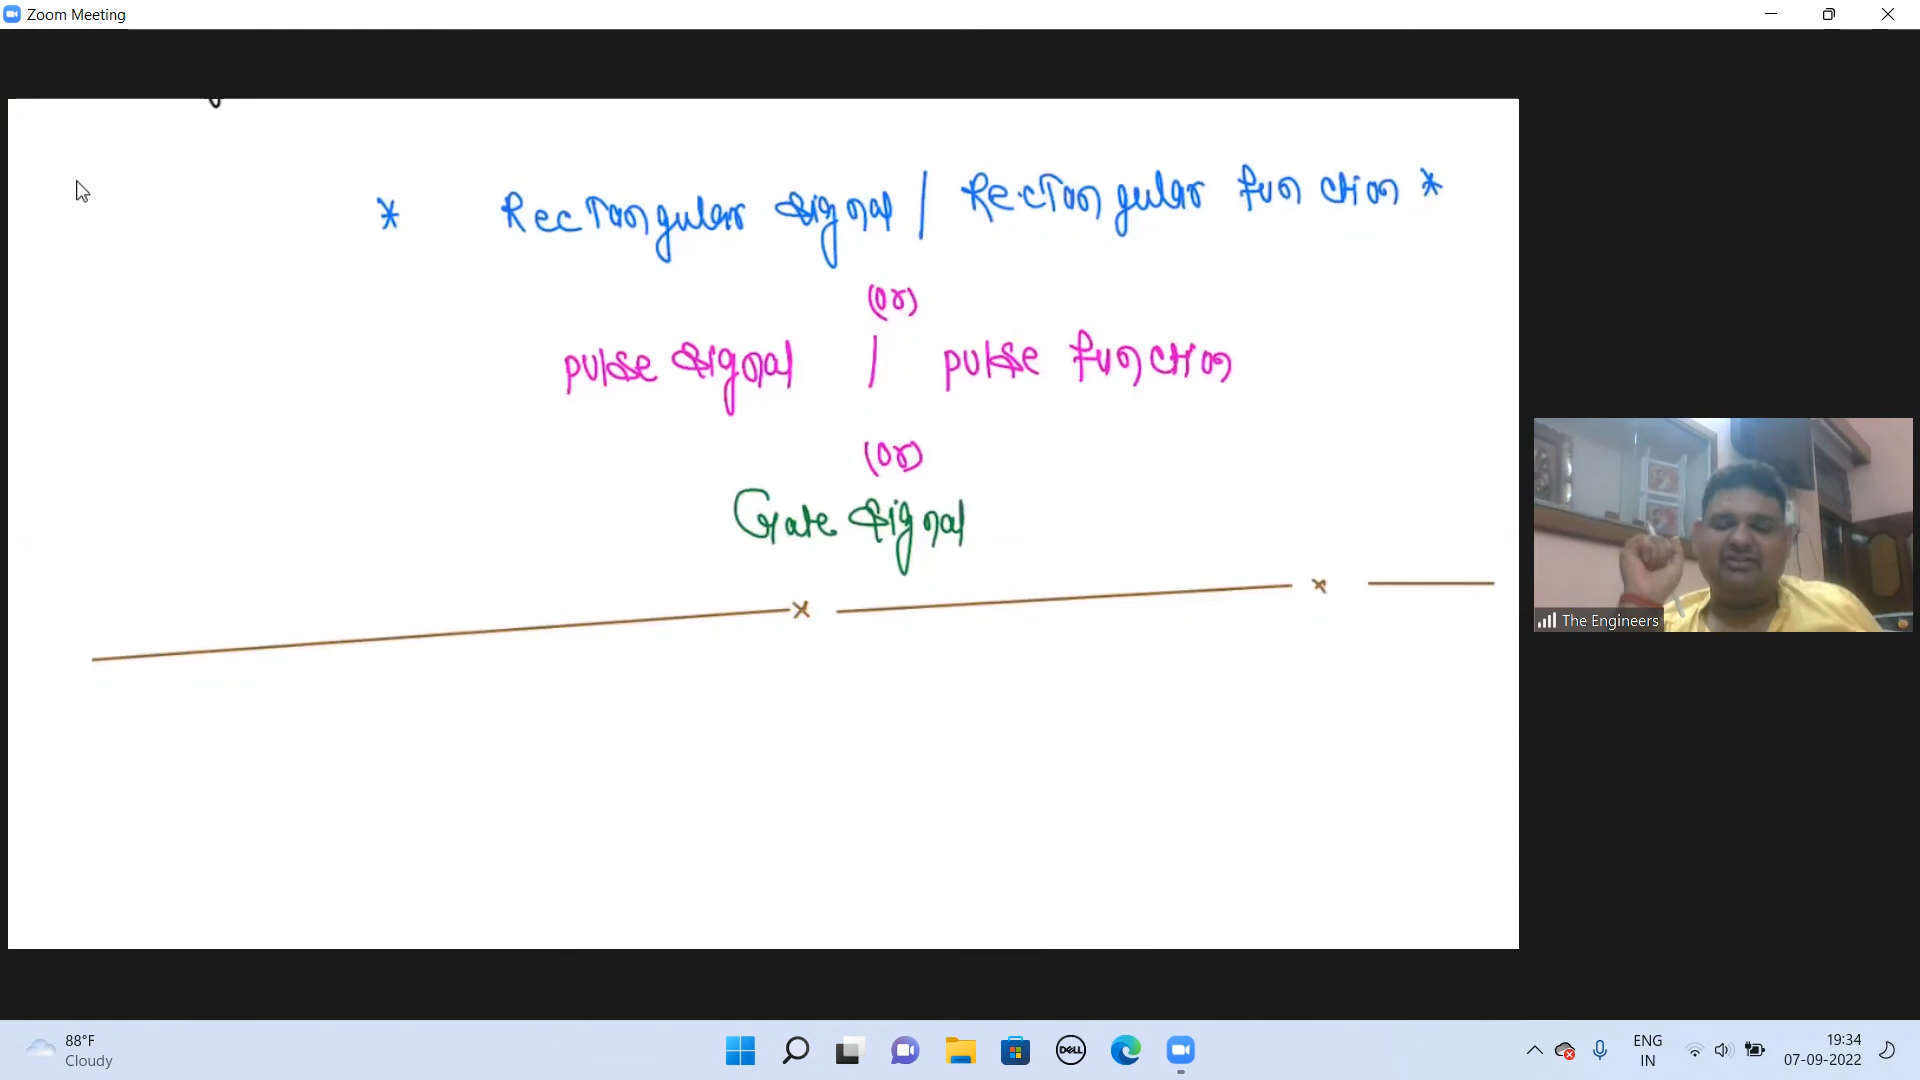 Zoom Meeting
* Rectangular signal / Rectangular function *
(or)
pulse signal / pulse function
(or)
Gate signal
x x
The Engineers
88°F
Cloudy
DELL
ENG
IN
19:34
07-09-2022